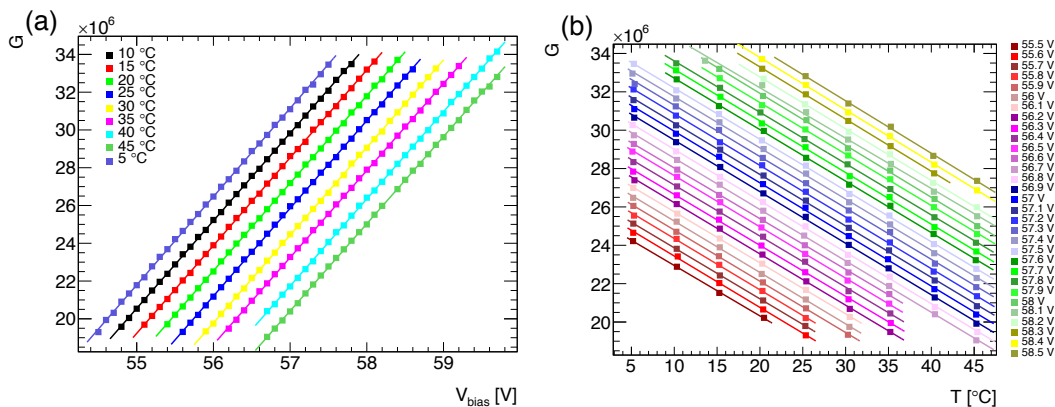 (a)
×10⁶
G
34
32
30
28
26
24
22
20
10 °C
15 °C
20 °C
25 °C
30 °C
35 °C
40 °C
45 °C
5 °C
55 56 57 58 59
V_bias [V]
(b)
×10⁶
G
34
32
30
28
26
24
22
20
5 10 15 20 25 30 35 40 45
T [°C]
55.5 V
55.6 V
55.7 V
55.8 V
55.9 V
56 V
56.1 V
56.2 V
56.3 V
56.4 V
56.5 V
56.6 V
56.7 V
56.8 V
56.9 V
57 V
57.1 V
57.2 V
57.3 V
57.4 V
57.5 V
57.6 V
57.7 V
57.8 V
57.9 V
58 V
58.1 V
58.2 V
58.3 V
58.4 V
58.5 V